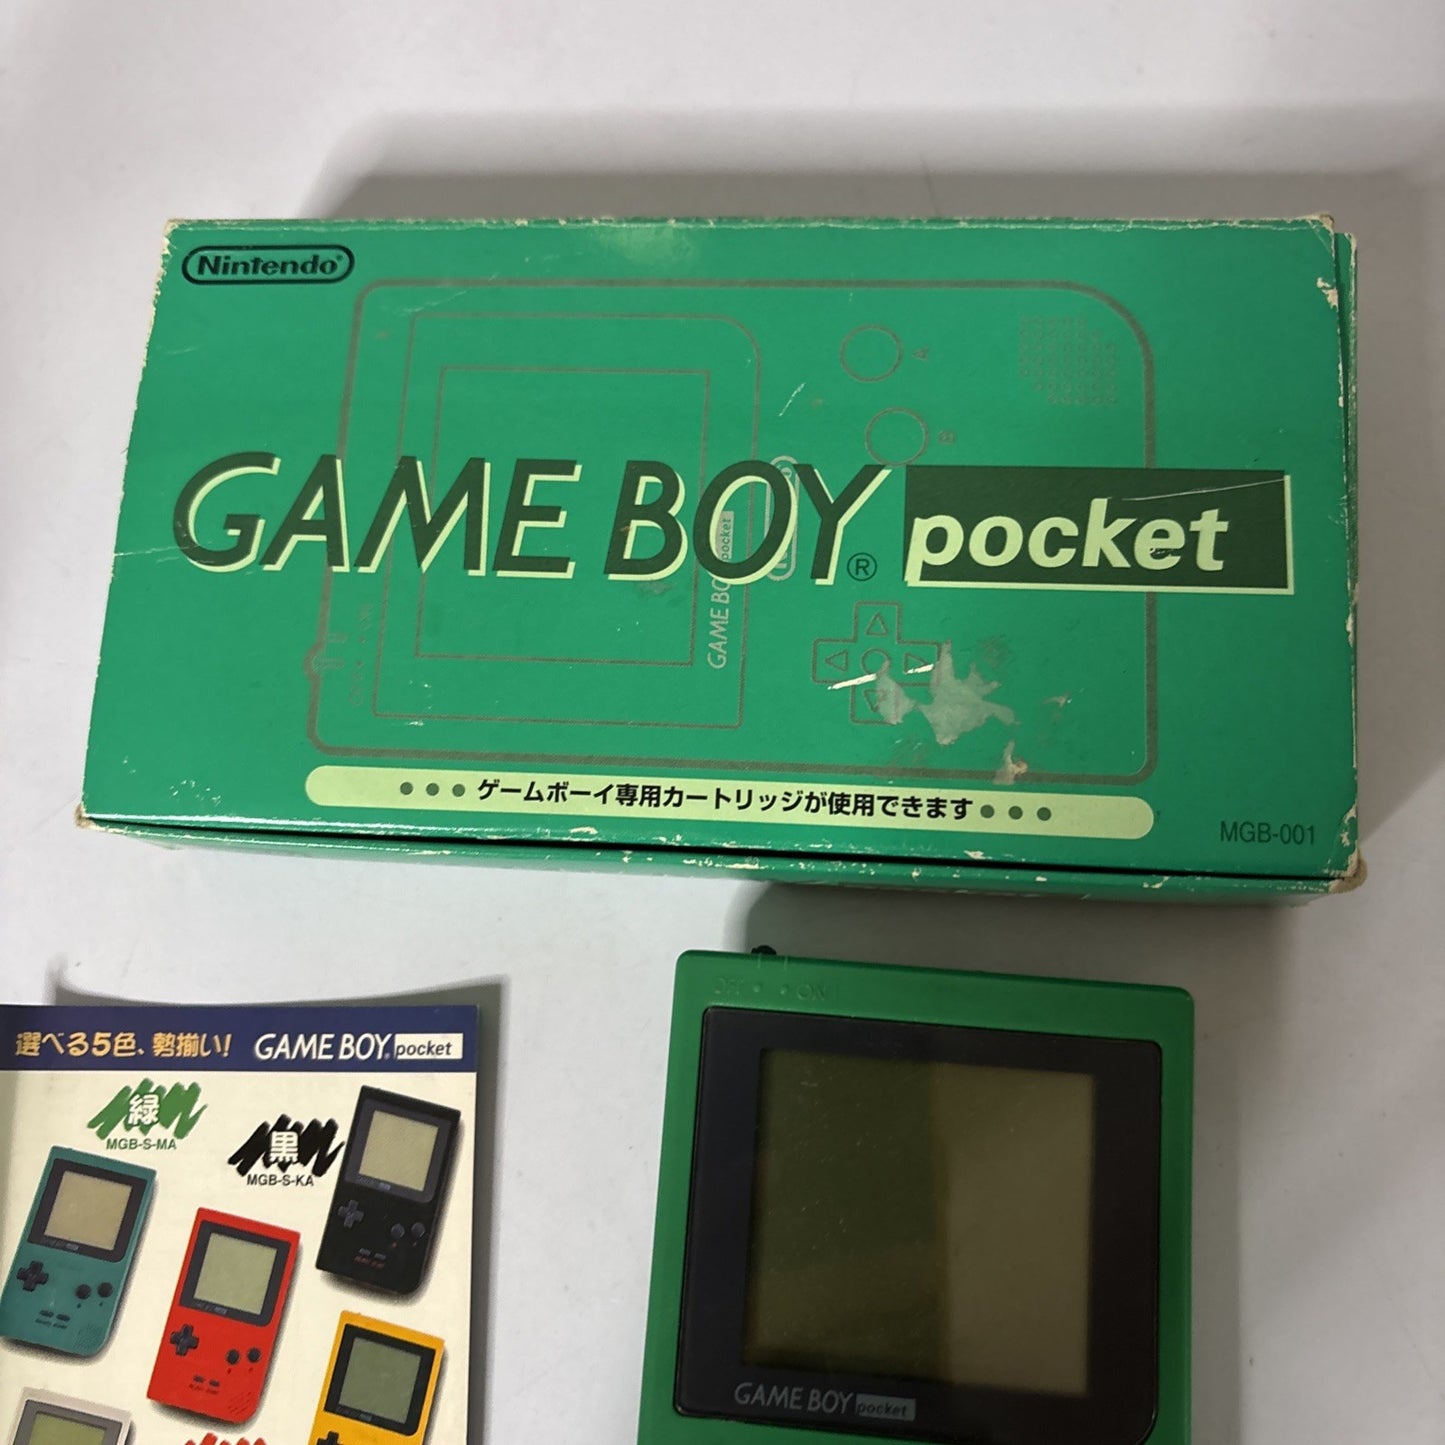 Nintendo®
GAME BOY® pocket
GAME BOY pocket
ゲームボーイ専用カートリッジが使用できます
MGB-001
選べる5色、勢揃い! GAME BOY® pocket
緑
MGB-S-MA
黒
MGB-S-KA
OFF ON
GAME BOY pocket